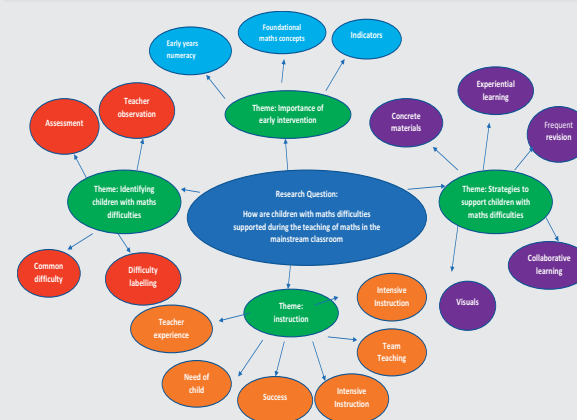 Early years
numeracy
Foundational
maths concepts
Indicators
Theme: Importance of
early intervention
Assessment
Teacher
observation
Theme: Identifying
children with maths
difficulties
Common
difficulty
Difficulty
labelling
Research Question:
How are children with maths difficulties
supported during the teaching of maths in the
mainstream classroom
Concrete
materials
Experiential
learning
Frequent
revision
Theme: Strategies to
support children with
maths difficulties
Visuals
Collaborative
learning
Theme:
instruction
Intensive
Instruction
Teacher
experience
Team
Teaching
Need of
child
Success
Intensive
Instruction